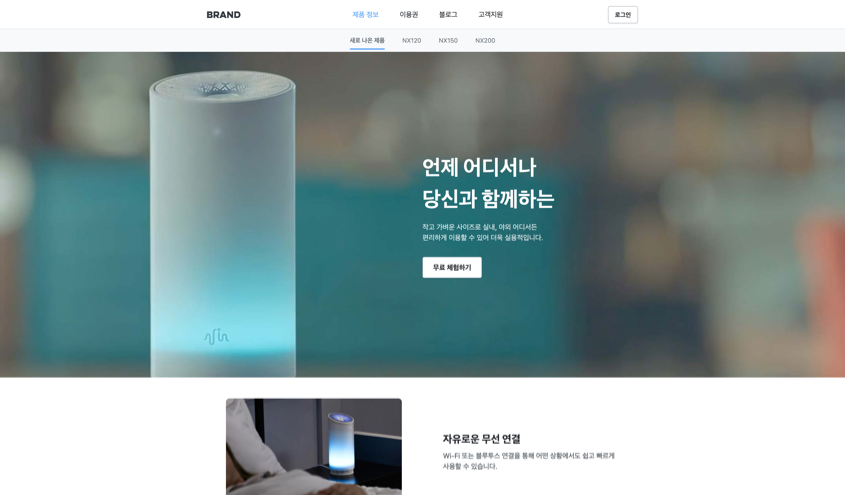 BRAND
제품 정보
이용권
블로그
고객지원
로그인
새로 나온 제품
NX120
NX150
NX200
언제 어디서나
당신과 함께하는
작고 가벼운 사이즈로 실내, 야외 어디서든
편리하게 이용할 수 있어 더욱 실용적입니다.
무료 체험하기
자유로운 무선 연결
Wi-Fi 또는 블루투스 연결을 통해 어떤 상황에서도 쉽고 빠르게
사용할 수 있습니다.